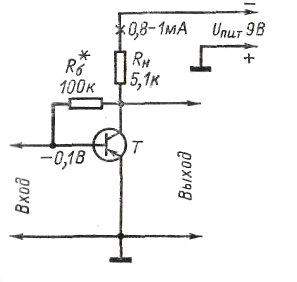 −
0,8-1мА
Uпит 9В
+
Rб*
100к
Rн
5,1к
−0,1В
Т
Вход
Выход